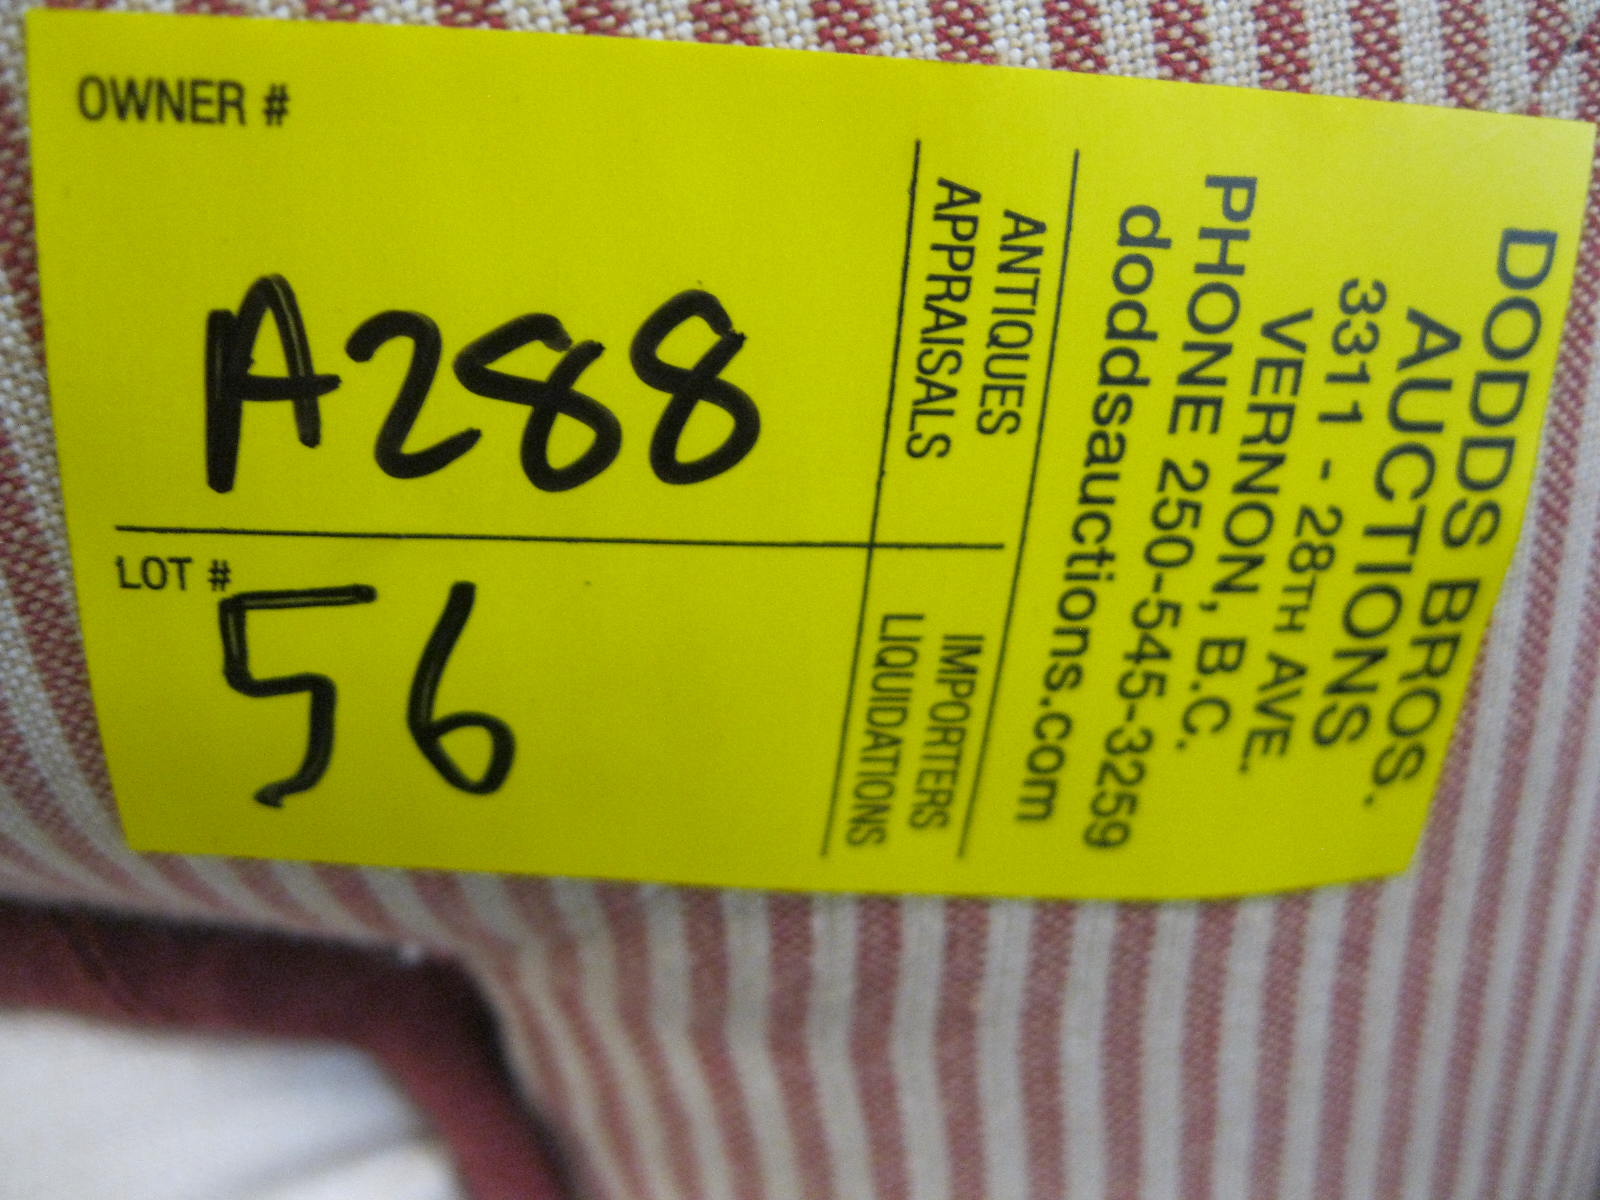 OWNER #
A288
LOT #
56
DODDS BROS.
AUCTIONS
3311 - 28TH AVE.
VERNON, B.C.
PHONE 250-545-3259
doddsauctions.com
ANTIQUES
APPRAISALS
IMPORTERS
LIQUIDATIONS